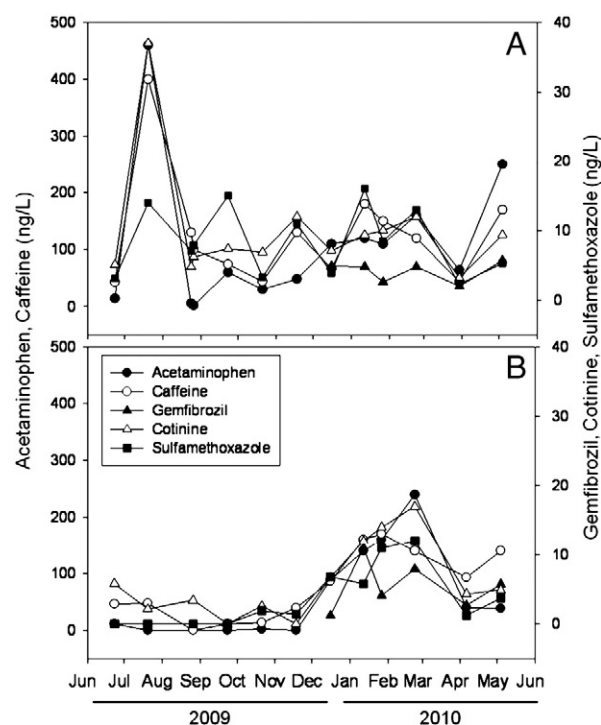 A
500
400
300
200
100
0
40
30
20
10
0
B
500
400
300
200
100
0
40
30
20
10
0
Acetaminophen, Caffeine (ng/L)
Gemfibrozil, Cotinine, Sulfamethoxazole (ng/L)
Acetaminophen
Caffeine
Gemfibrozil
Cotinine
Sulfamethoxazole
Jun Jul Aug Sep Oct Nov Dec Jan Feb Mar Apr May Jun
2009 2010